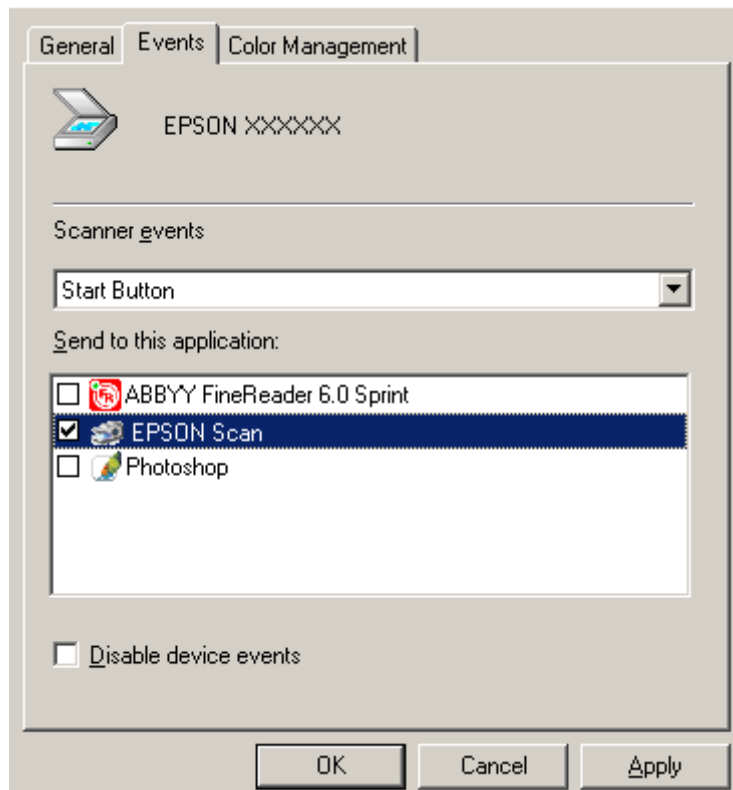 General Events Color Management
EPSON XXXXXX
Scanner events
Start Button
Send to this application:
ABBYY FineReader 6.0 Sprint
EPSON Scan
Photoshop
Disable device events
OK Cancel Apply